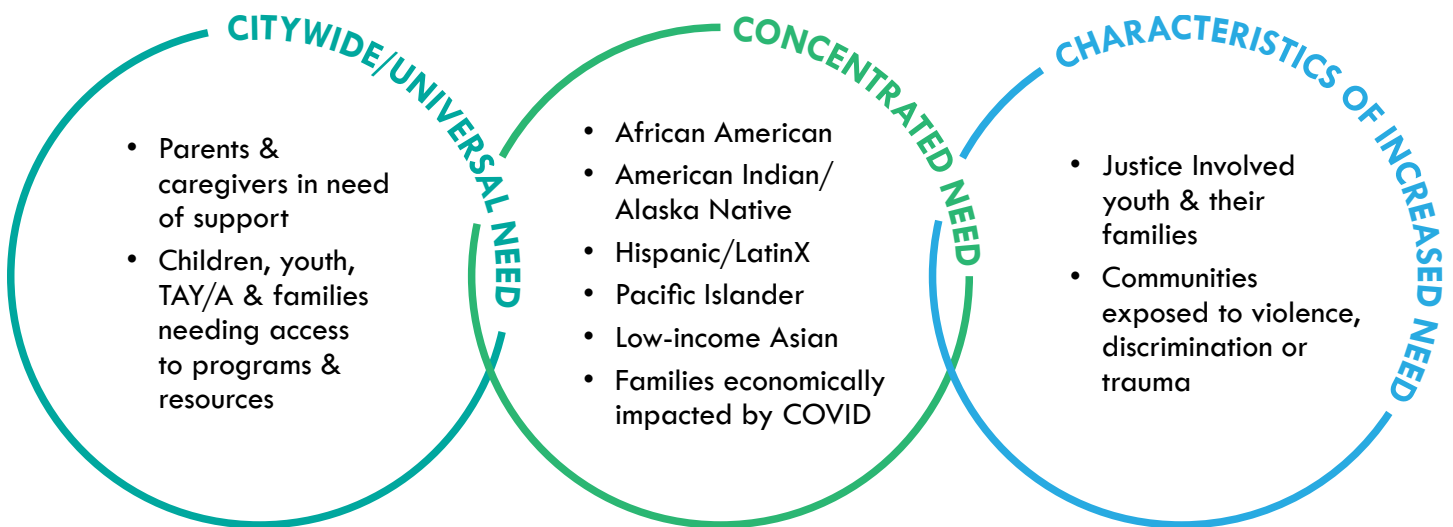 CITYWIDE/UNIVERSAL NEED
• Parents &
caregivers in need
of support
• Children, youth,
TAY/A & families
needing access
to programs &
resources
CONCENTRATED NEED
• African American
• American Indian/
Alaska Native
• Hispanic/LatinX
• Pacific Islander
• Low-income Asian
• Families economically
impacted by COVID
CHARACTERISTICS OF INCREASED NEED
• Justice Involved
youth & their
families
• Communities
exposed to violence,
discrimination or
trauma